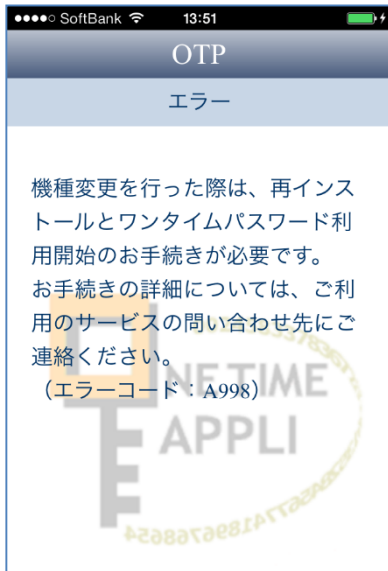 SoftBank 13:51
OTP
エラー
機種変更を行った際は、再インス
トールとワンタイムパスワード利
用開始のお手続きが必要です。
お手続きの詳細については、ご利
用のサービスの問い合わせ先にご
連絡ください。
（エラーコード：A998）
NETIME
APPLI